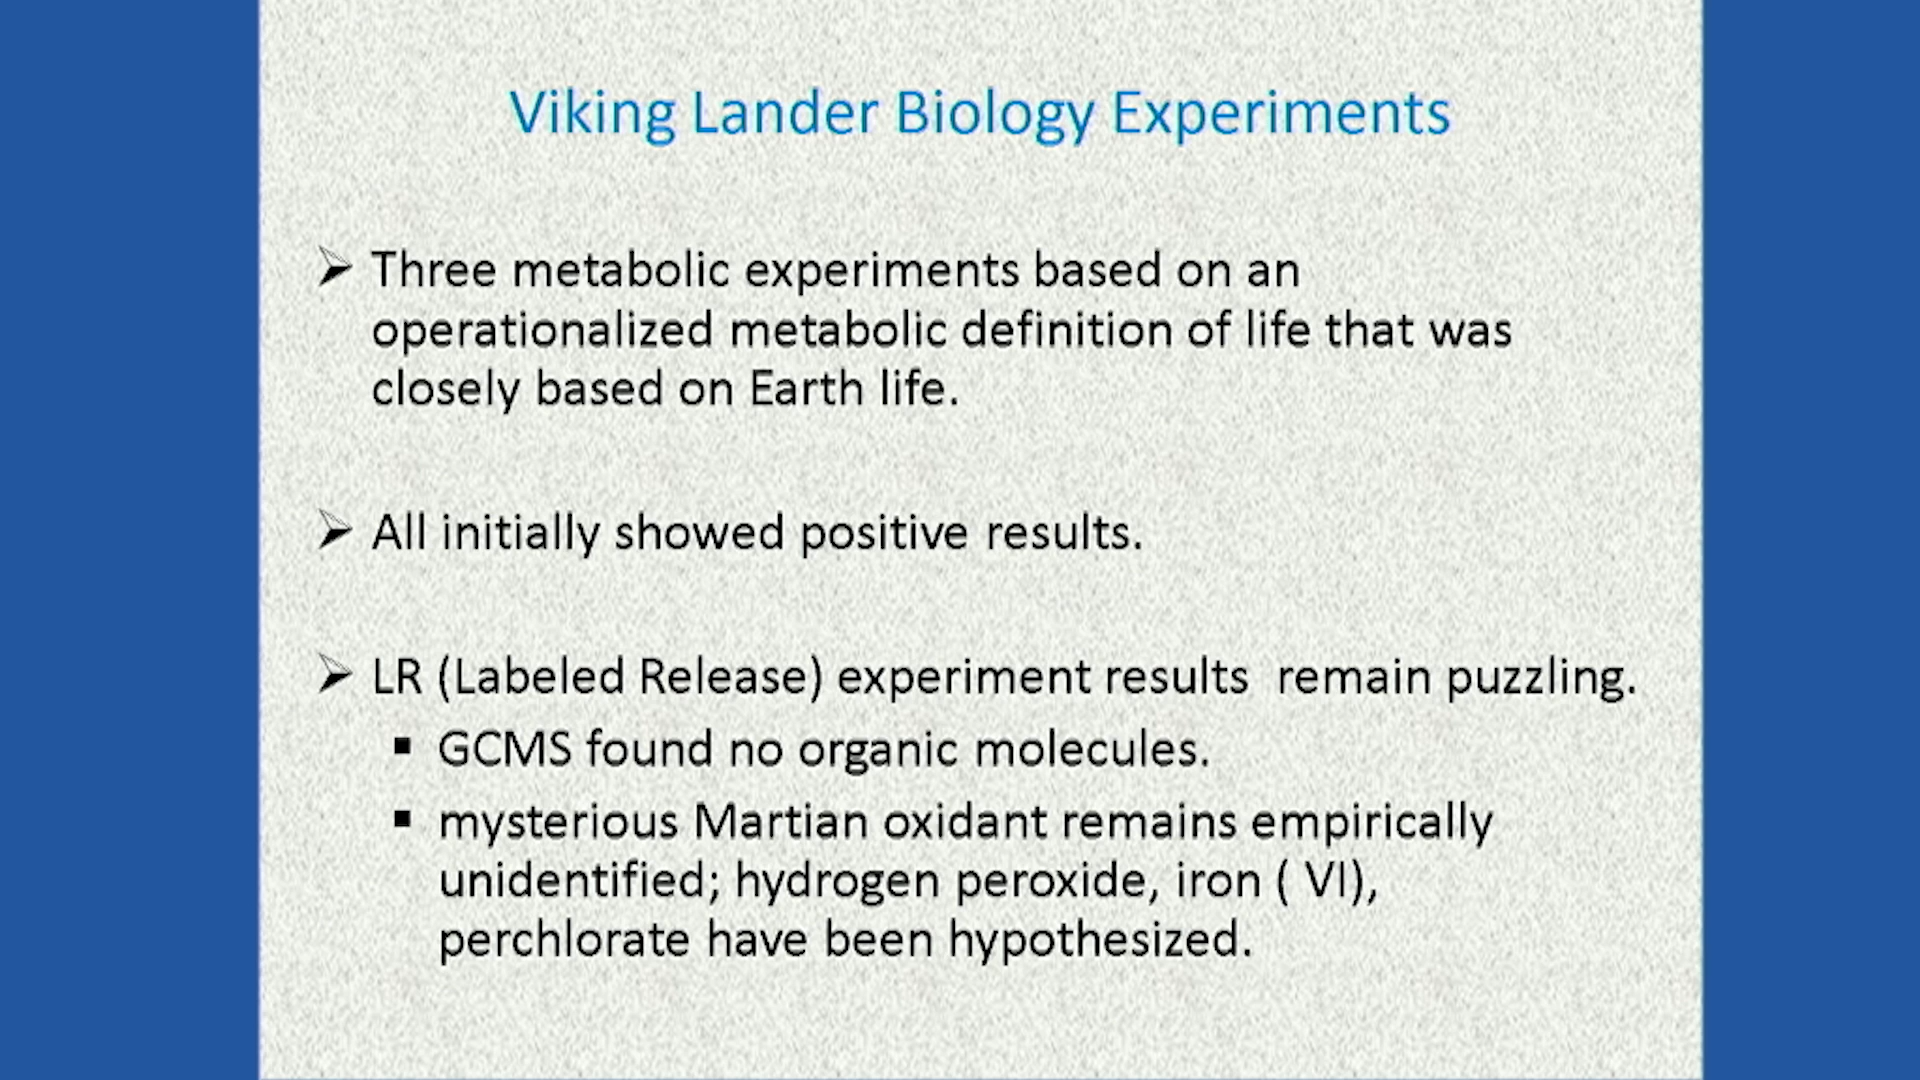 Viking Lander Biology Experiments
➢ Three metabolic experiments based on an
operationalized metabolic definition of life that was
closely based on Earth life.
➢ All initially showed positive results.
➢ LR (Labeled Release) experiment results  remain puzzling.
▪ GCMS found no organic molecules.
▪ mysterious Martian oxidant remains empirically
unidentified; hydrogen peroxide, iron ( VI),
perchlorate have been hypothesized.